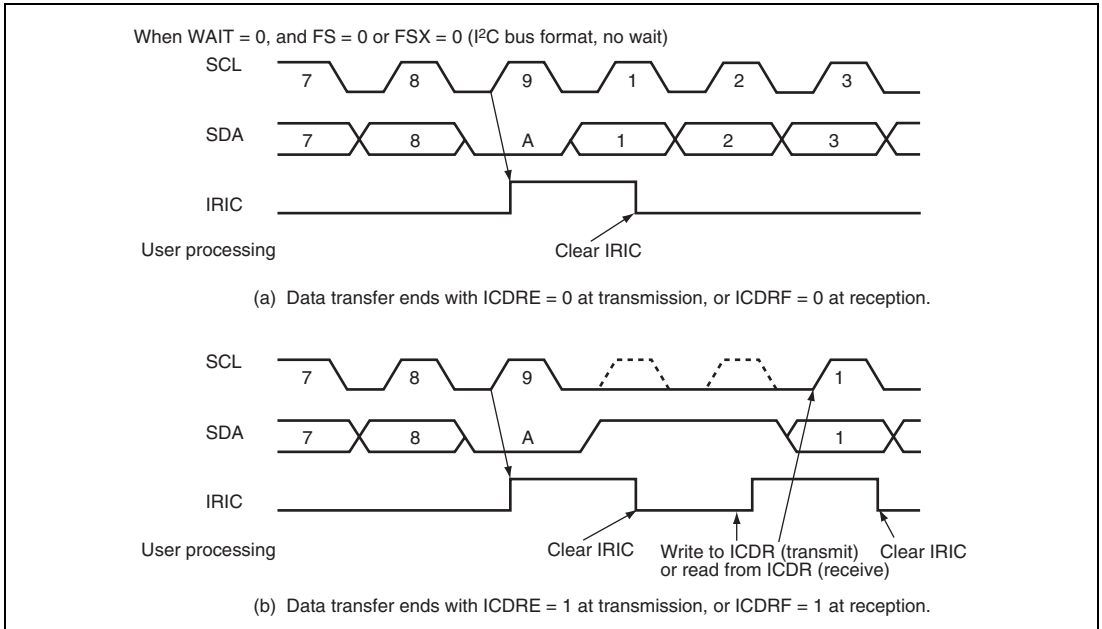 When WAIT = 0, and FS = 0 or FSX = 0 (I²C bus format, no wait)
SCL
7 8 9 1 2 3
SDA
7 8 A 1 2 3
IRIC
User processing
Clear IRIC
(a) Data transfer ends with ICDRE = 0 at transmission, or ICDRF = 0 at reception.
SCL
7 8 9 1
SDA
7 8 A 1
IRIC
User processing
Clear IRIC
Write to ICDR (transmit)
or read from ICDR (receive)
Clear IRIC
(b) Data transfer ends with ICDRE = 1 at transmission, or ICDRF = 1 at reception.